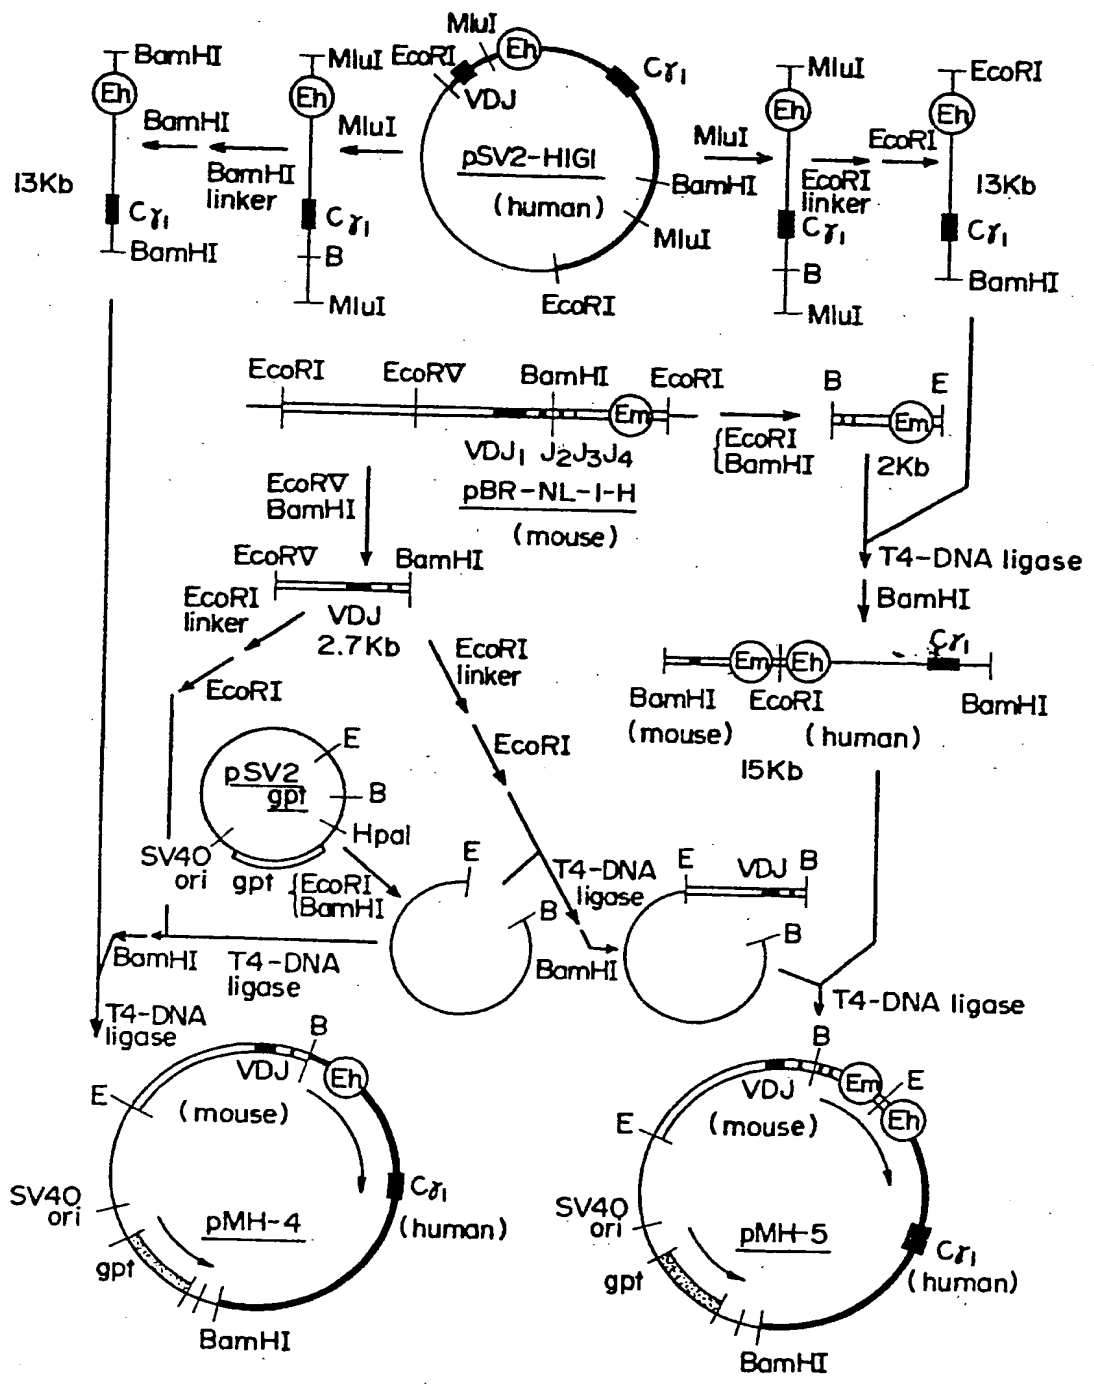 BamHI
Eh
BamHI
13Kb
Cγ1
BamHI
BamHI
linker
MluI
Eh
MluI
Cγ1
B
MluI
MluI
EcoRI
Eh
VDJ
Cγ1
pSV2-HIGI
(human)
BamHI
MluI
EcoRI
MluI
MluI
Eh
EcoRI
linker
EcoRI
Cγ1
B
MluI
EcoRI
Eh
13Kb
Cγ1
BamHI
EcoRI
EcoRV
BamHI
EcoRI
Em
VDJ1 J2J3J4
pBR-NL-1-H
(mouse)
{EcoRI
{BamHI
B
E
Em
2Kb
EcoRV
BamHI
EcoRV
BamHI
VDJ
2.7Kb
EcoRI
linker
EcoRI
EcoRI
linker
EcoRI
T4-DNA ligase
BamHI
Cγ1
Em
Eh
BamHI
EcoRI
BamHI
(mouse)
(human)
15Kb
E
pSV2
gpt
B
HpaI
SV40
ori
gpt
{EcoRI
{BamHI
E
B
T4-DNA
ligase
BamHI
E
VDJ
B
B
BamHI
T4-DNA
ligase
T4-DNA
ligase
T4-DNA ligase
B
VDJ
Eh
E
(mouse)
Cγ1
(human)
SV40
ori
pMH-4
gpt
BamHI
B
VDJ
Em
E
Eh
E
(mouse)
SV40
ori
pMH-5
Cγ1
(human)
gpt
BamHI